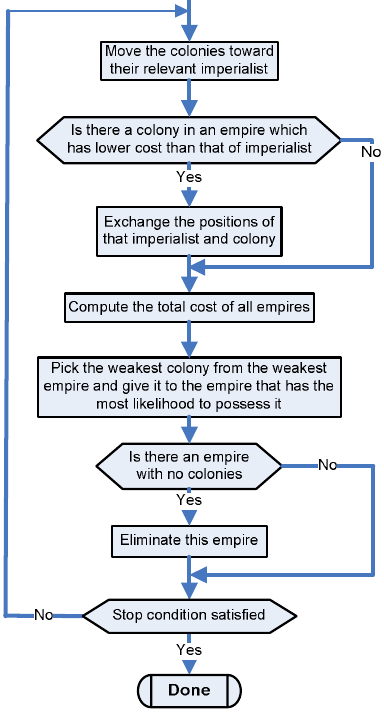 Move the colonies toward
their relevant imperialist
Is there a colony in an empire which
has lower cost than that of imperialist
No
Yes
Exchange the positions of
that imperialist and colony
Compute the total cost of all empires
Pick the weakest colony from the weakest
empire and give it to the empire that has the
most likelihood to possess it
Is there an empire
with no colonies
No
Yes
Eliminate this empire
Stop condition satisfied
No
Yes
Done